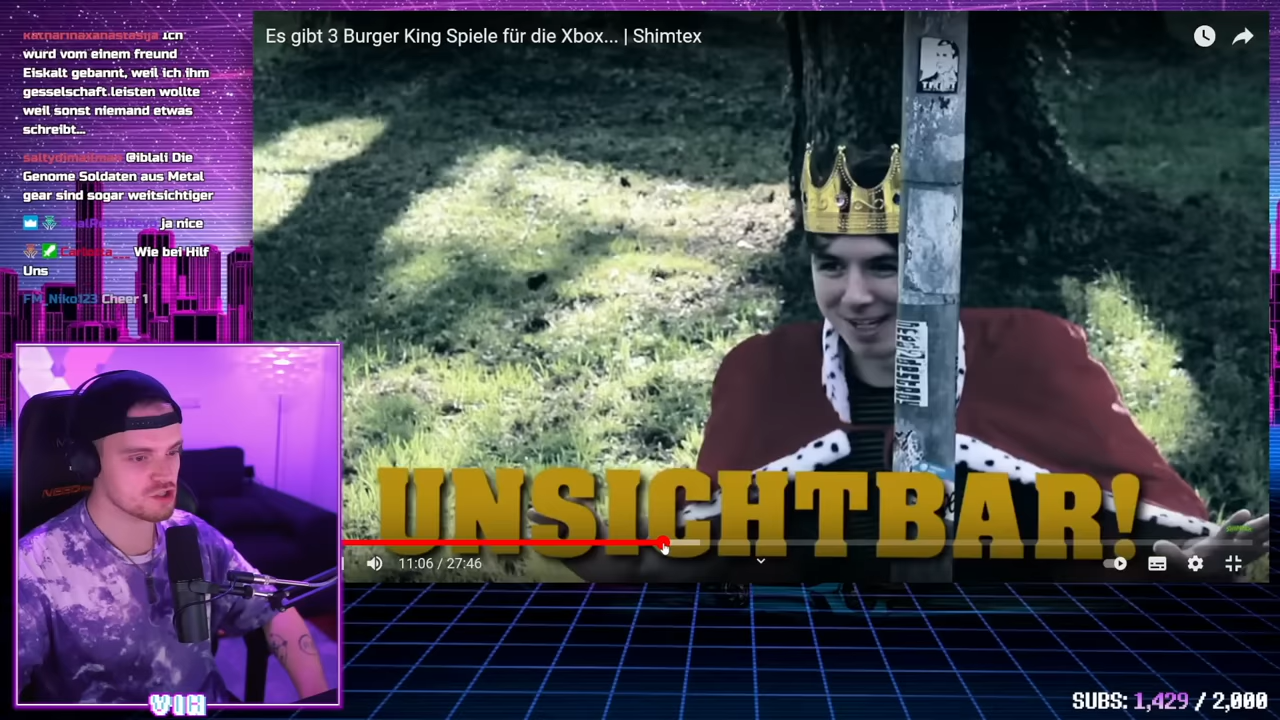 Es gibt 3 Burger King Spiele für die Xbox... | Shimtex
katharinaxanastasija Ich
wurd vom einem freund
Eiskalt gebannt, weil ich ihm
gesselschaft leisten wollte
weil sonst niemand etwas
schreibt...
@iblali Die
Genome Soldaten aus Metal
gear sind sogar weitsichtiger
ja nice
Wie bei Hilf
Uns
FM_Niko123 Cheer 1
UNSICHTBAR!
11:06 / 27:46
VIK
SUBS: 1,429 / 2,000